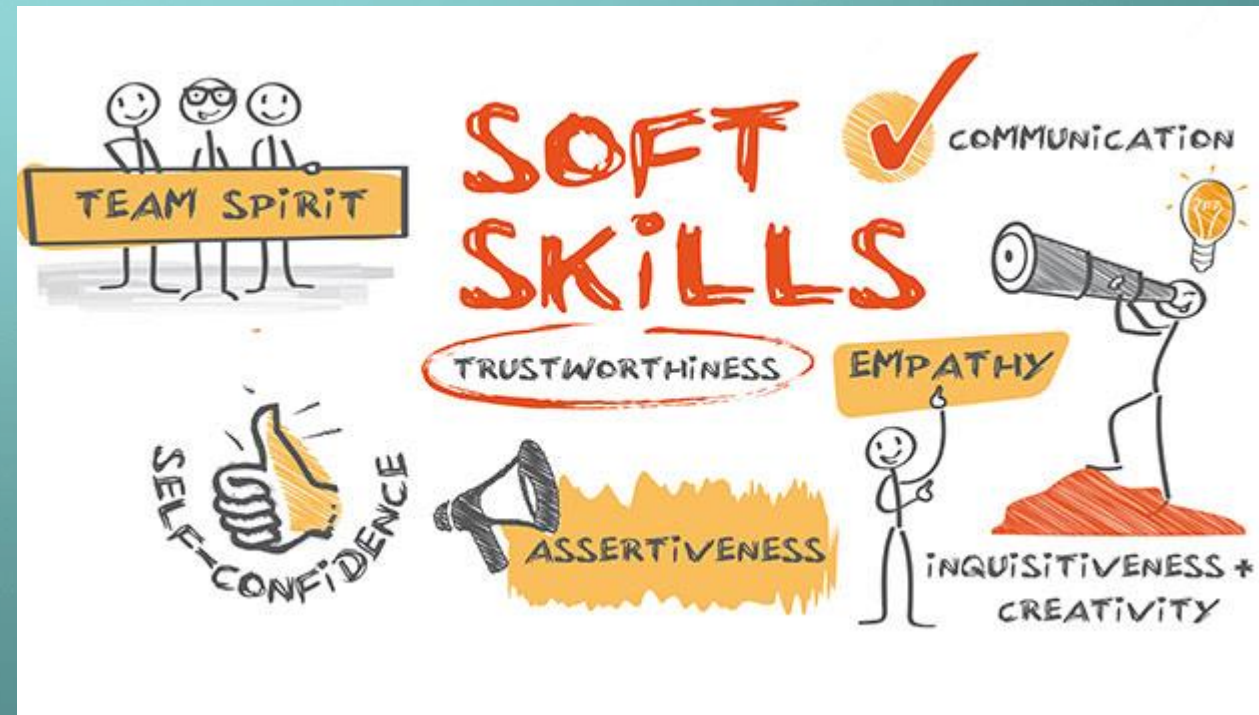 TEAM SPiRiT
SOFT
SKiLLS
COMMUNiCATiON
TRUSTWORTHiNESS
EMPATHY
SELF-CONFiDENCE
ASSERTiVENESS
iNQUiSiTiVENESS +
CREATiViTY